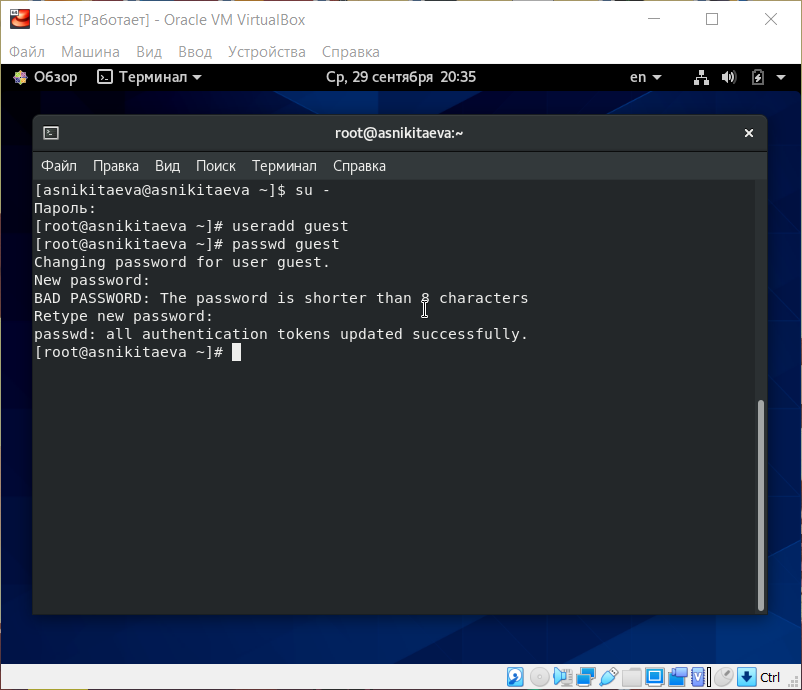 Host2 [Работает] - Oracle VM VirtualBox
Файл Машина Вид Ввод Устройства Справка
Обзор Терминал Ср, 29 сентября 20:35 en
root@asnikitaeva:~
Файл Правка Вид Поиск Терминал Справка
[asnikitaeva@asnikitaeva ~]$ su -
Пароль:
[root@asnikitaeva ~]# useradd guest
[root@asnikitaeva ~]# passwd guest
Changing password for user guest.
New password:
BAD PASSWORD: The password is shorter than 8 characters
Retype new password:
passwd: all authentication tokens updated successfully.
[root@asnikitaeva ~]#
Ctrl